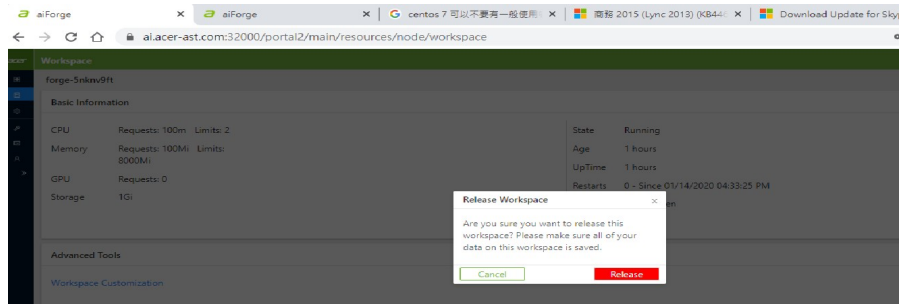 aiForge
aiForge
centos 7 可以不要有一般使用
商務 2015 (Lync 2013) (KB444
Download Update for Sky
ai.acer-ast.com:32000/portal2/main/resources/node/workspace
acer
Workspace
forge-5nknv9ft
Basic Information
CPU Requests: 100m Limits: 2
State Running
Memory Requests: 100Mi Limits:
8000Mi
Age 1 hours
UpTime 1 hours
GPU Requests: 0
Restarts 0 - Since 01/14/2020 04:33:25 PM
Storage 1Gi
en
Release Workspace
Are you sure you want to release this
workspace? Please make sure all of your
data on this workspace is saved.
Cancel
Release
Advanced Tools
Workspace Customization